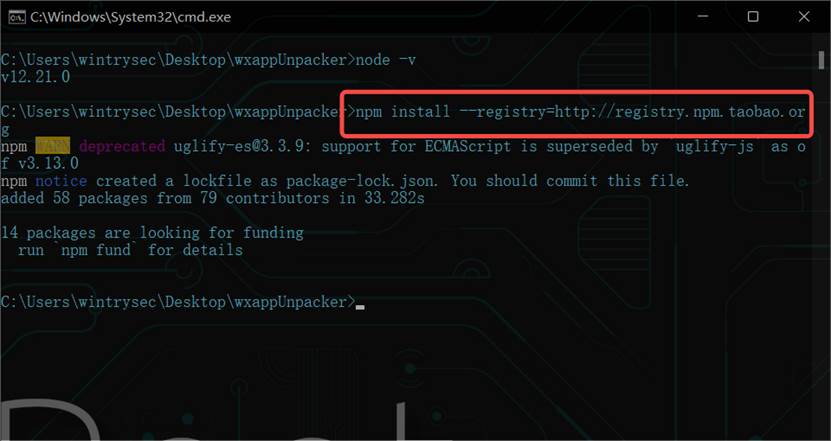 C:\Windows\System32\cmd.exe
C:\Users\wintrysec\Desktop\wxappUnpacker>node -v
v12.21.0
C:\Users\wintrysec\Desktop\wxappUnpacker>npm install --registry=http://registry.npm.taobao.or
g
npm WARN deprecated uglify-es@3.3.9: support for ECMAScript is superseded by `uglify-js` as o
f v3.13.0
npm notice created a lockfile as package-lock.json. You should commit this file.
added 58 packages from 79 contributors in 33.282s
14 packages are looking for funding
  run `npm fund` for details
C:\Users\wintrysec\Desktop\wxappUnpacker>